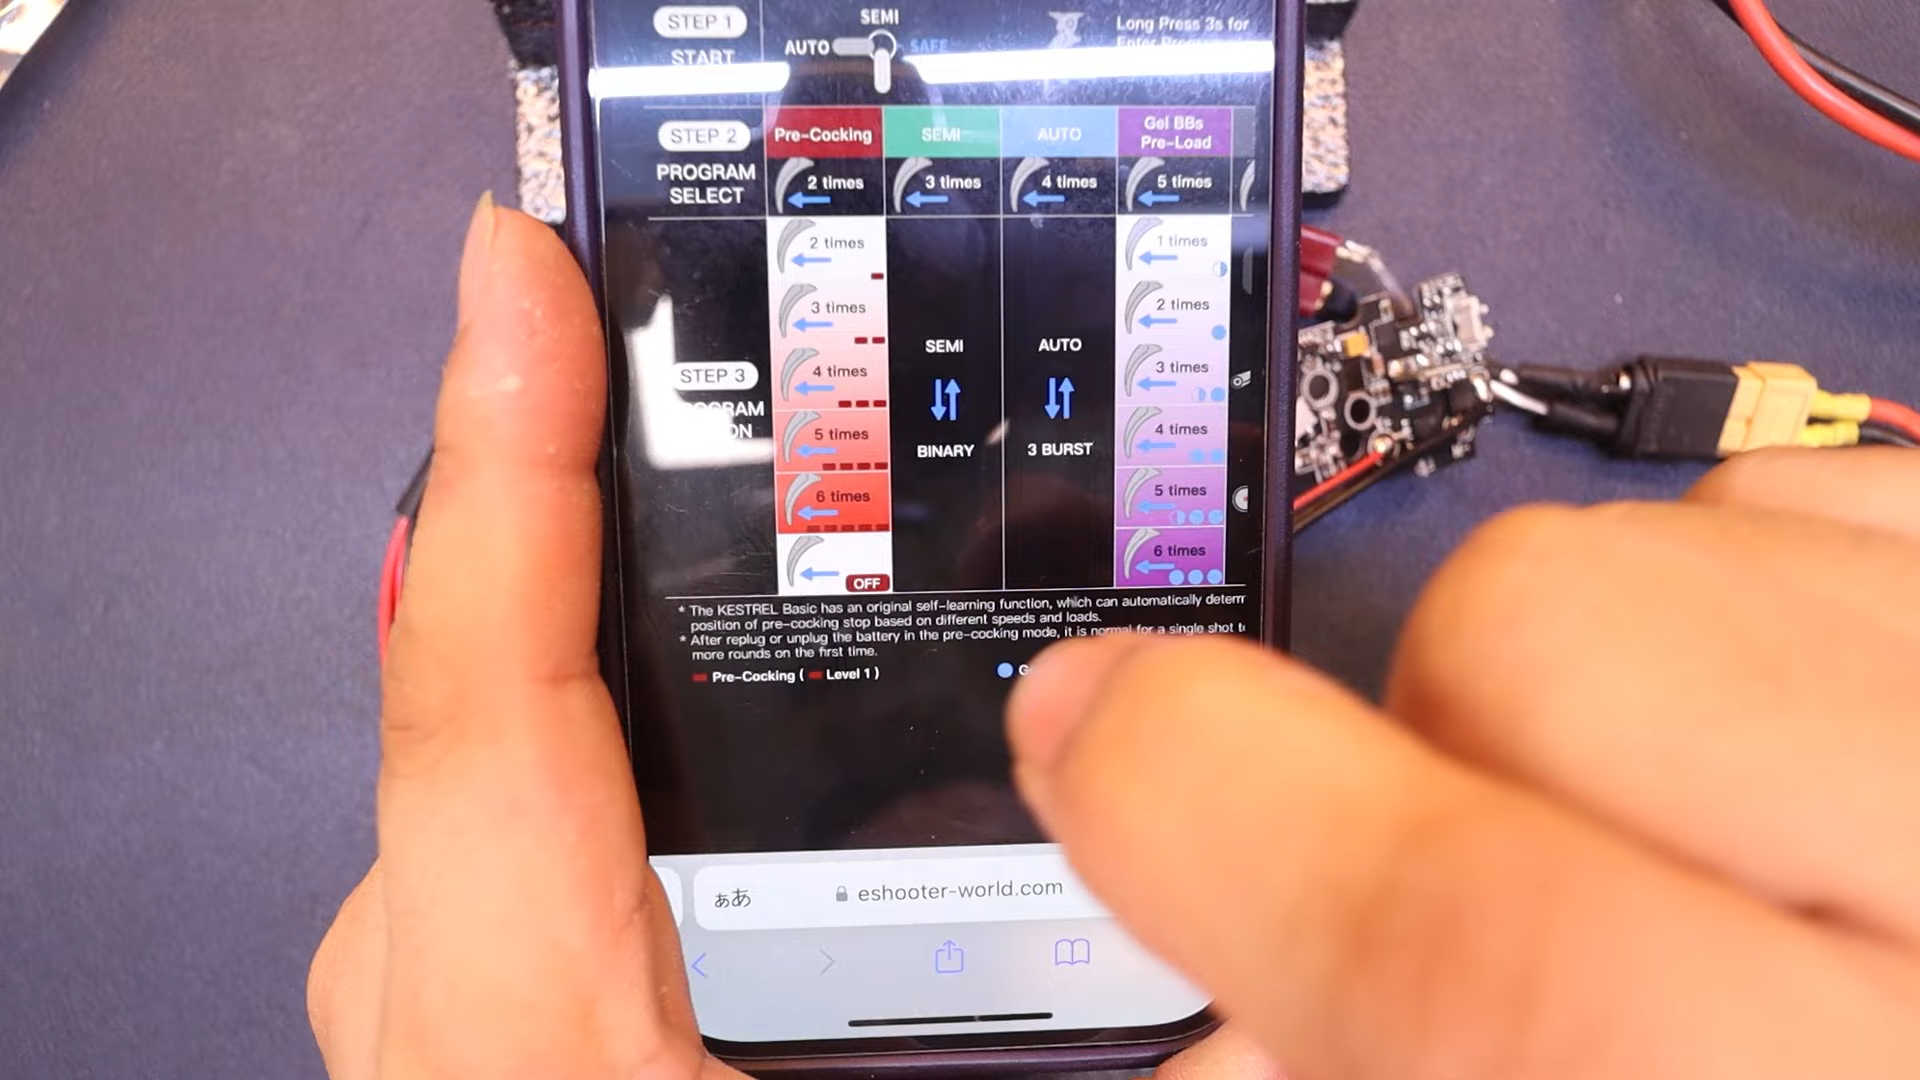 STEP 1
START
SEMI
AUTO
SAFE
Long Press 3s for
Enter
STEP 2
PROGRAM
SELECT
Pre-Cocking
SEMI
AUTO
Gel BBs
Pre-Load
2 times
3 times
4 times
5 times
STEP 3
2 times
3 times
4 times
5 times
6 times
OFF
SEMI
BINARY
AUTO
3 BURST
1 times
2 times
3 times
4 times
5 times
6 times
* The KESTREL Basic has an original self-learning function, which can automatically
position of pre-cocking stop based on different speeds and loads.
* After replug or unplug the battery in the pre-cocking mode, it is normal for a single shot
more rounds on the first time.
Pre-Cocking ( Level 1 )
ぁあ
eshooter-world.com